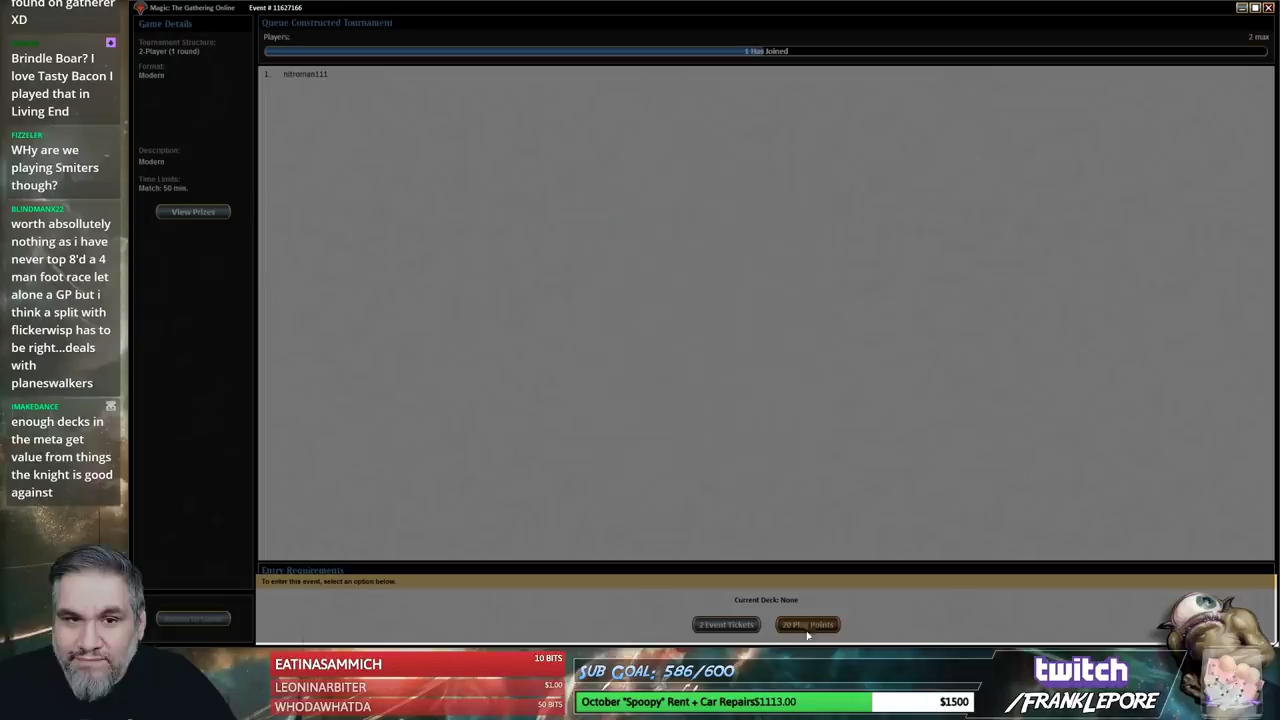 found on gatherer
XD
Brindle Boar? I
love Tasty Bacon I
played that in
Living End
FIZZELER
WHy are we
playing Smiters
though?
BLINDMANX22
worth absolutely
nothing as i have
never top 8'd a 4
man foot race let
alone a GP but i
think a split with
flickerwisp has to
be right...deals
with
planeswalkers
IMAKEDANCE
enough decks in
the meta get
value from things
the knight is good
against
Magic: The Gathering Online Event # 11627166
Game Details
Tournament Structure:
2-Player (1 round)
Format:
Modern
Description:
Modern
Time Limits:
Match: 50 min.
View Prizes
Queue Constructed Tournament
Players:
2 max
1 Has Joined
1. nitroman111
Entry Requirements
To enter this event, select an option below.
Current Deck: None
2 Event Tickets
20 Play Points
EATINASAMMICH 10 BITS
LEONINARBITER $1.00
WHODAWHATDA 50 BITS
SUB GOAL: 586/600
October "Spoopy" Rent + Car Repairs $1113.00 $1500
twitch
/FRANKLEPORE